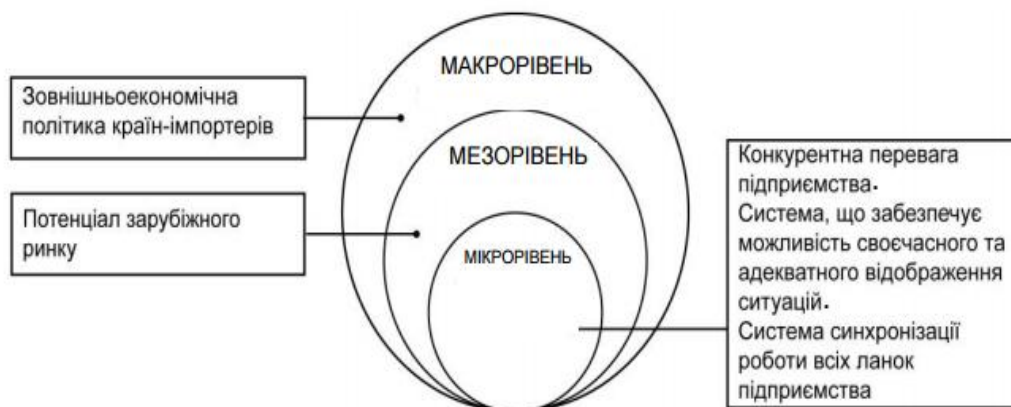 МАКРОРІВЕНЬ
Зовнішньоекономічна
політика країн-імпортерів
МЕЗОРІВЕНЬ
Потенціал зарубіжного
ринку
МІКРОРІВЕНЬ
Конкурентна перевага
підприємства.
Система, що забезпечує
можливість своєчасного та
адекватного відображення
ситуацій.
Система синхронізації
роботи всіх ланок
підприємства